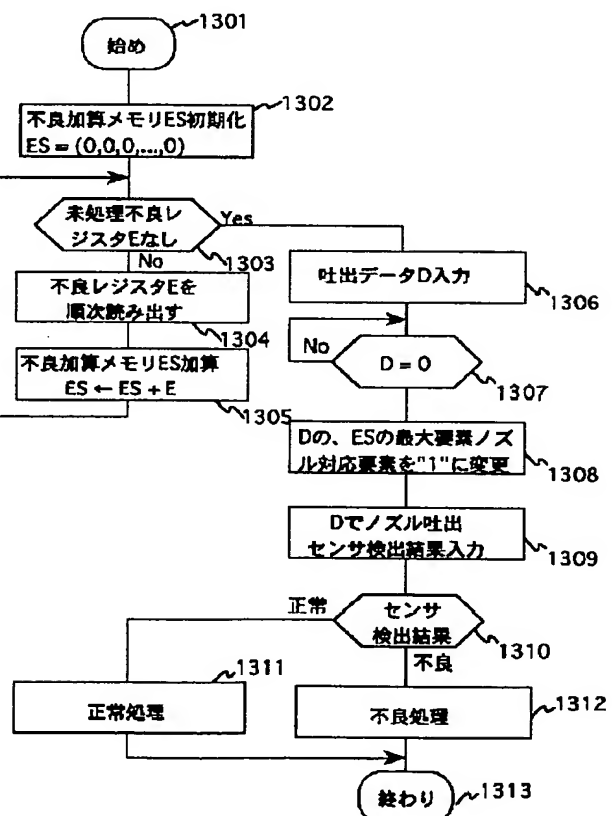 1301
始め
1302
不良加算メモリES初期化
ES = (0,0,0,...,0)
未処理不良レ
ジスタEなし
Yes
1303
No
不良レジスタEを
順次読み出す
1304
不良加算メモリES加算
ES ← ES + E
1305
吐出データD入力
1306
No
D = 0
1307
Dの、ESの最大要素ノズ
ル対応要素を"1"に変更
1308
Dでノズル吐出
センサ検出結果入力
1309
正常
センサ
検出結果
1310
不良
1311
正常処理
不良処理
1312
終わり
1313